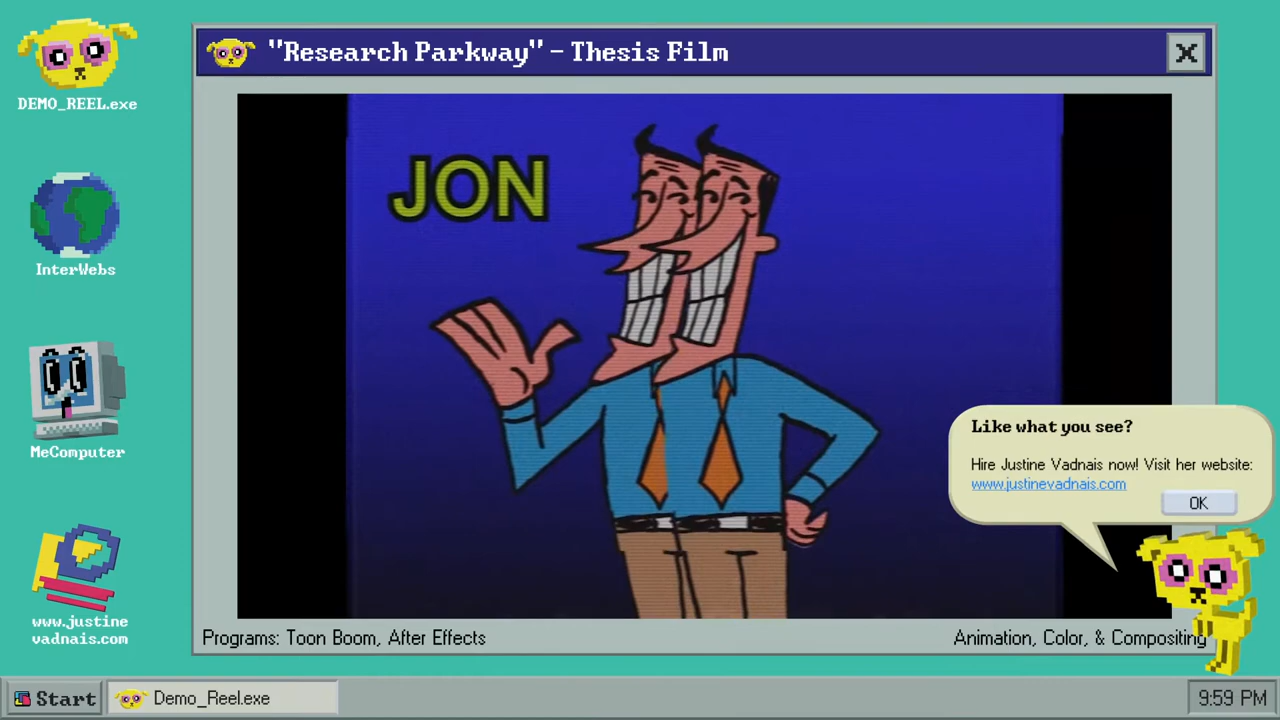 "Research Parkway" - Thesis Film
DEMO_REEL.exe
JON
InterWebs
MeComputer
Like what you see?
Hire Justine Vadnais now! Visit her website:
www.justinevadnais.com
OK
www.justine
vadnais.com
Programs: Toon Boom, After Effects
Animation, Color, & Compositing
Start
Demo_Reel.exe
9:59 PM